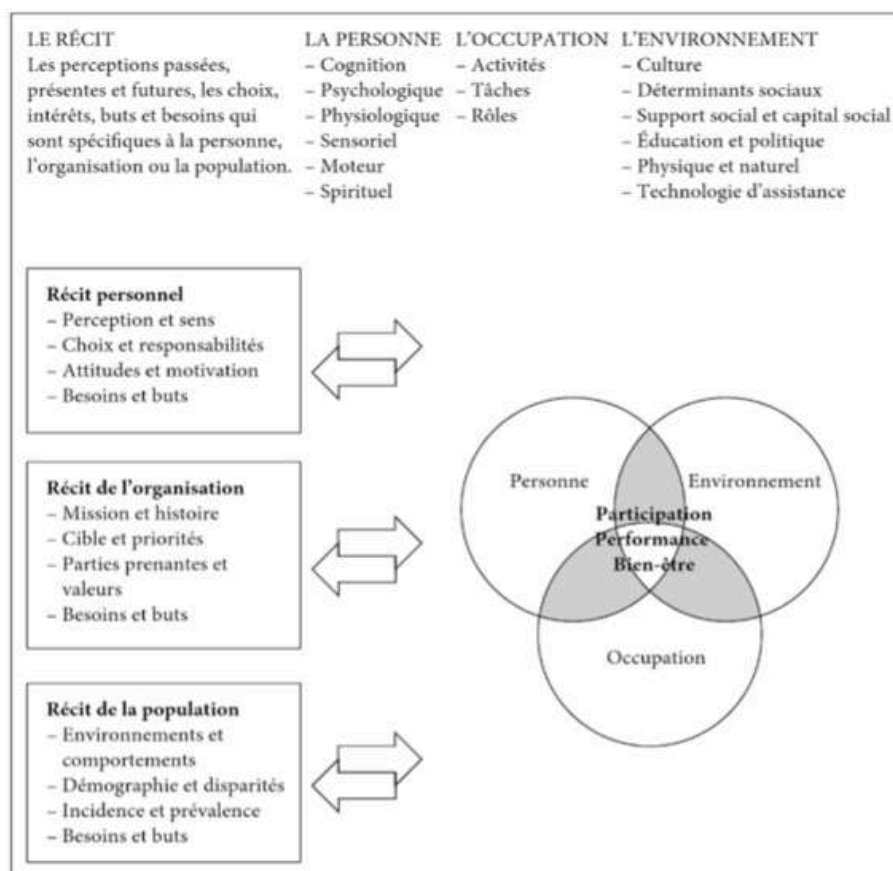 LE RÉCIT
Les perceptions passées,
présentes et futures, les choix,
intérêts, buts et besoins qui
sont spécifiques à la personne,
l'organisation ou la population.
LA PERSONNE
– Cognition
– Psychologique
– Physiologique
– Sensoriel
– Moteur
– Spirituel
L'OCCUPATION
– Activités
– Tâches
– Rôles
L'ENVIRONNEMENT
– Culture
– Déterminants sociaux
– Support social et capital social
– Éducation et politique
– Physique et naturel
– Technologie d'assistance
Récit personnel
– Perception et sens
– Choix et responsabilités
– Attitudes et motivation
– Besoins et buts
Récit de l'organisation
– Mission et histoire
– Cible et priorités
– Parties prenantes et
valeurs
– Besoins et buts
Récit de la population
– Environnements et
comportements
– Démographie et disparités
– Incidence et prévalence
– Besoins et buts
Personne
Environnement
Participation
Performance
Bien-être
Occupation